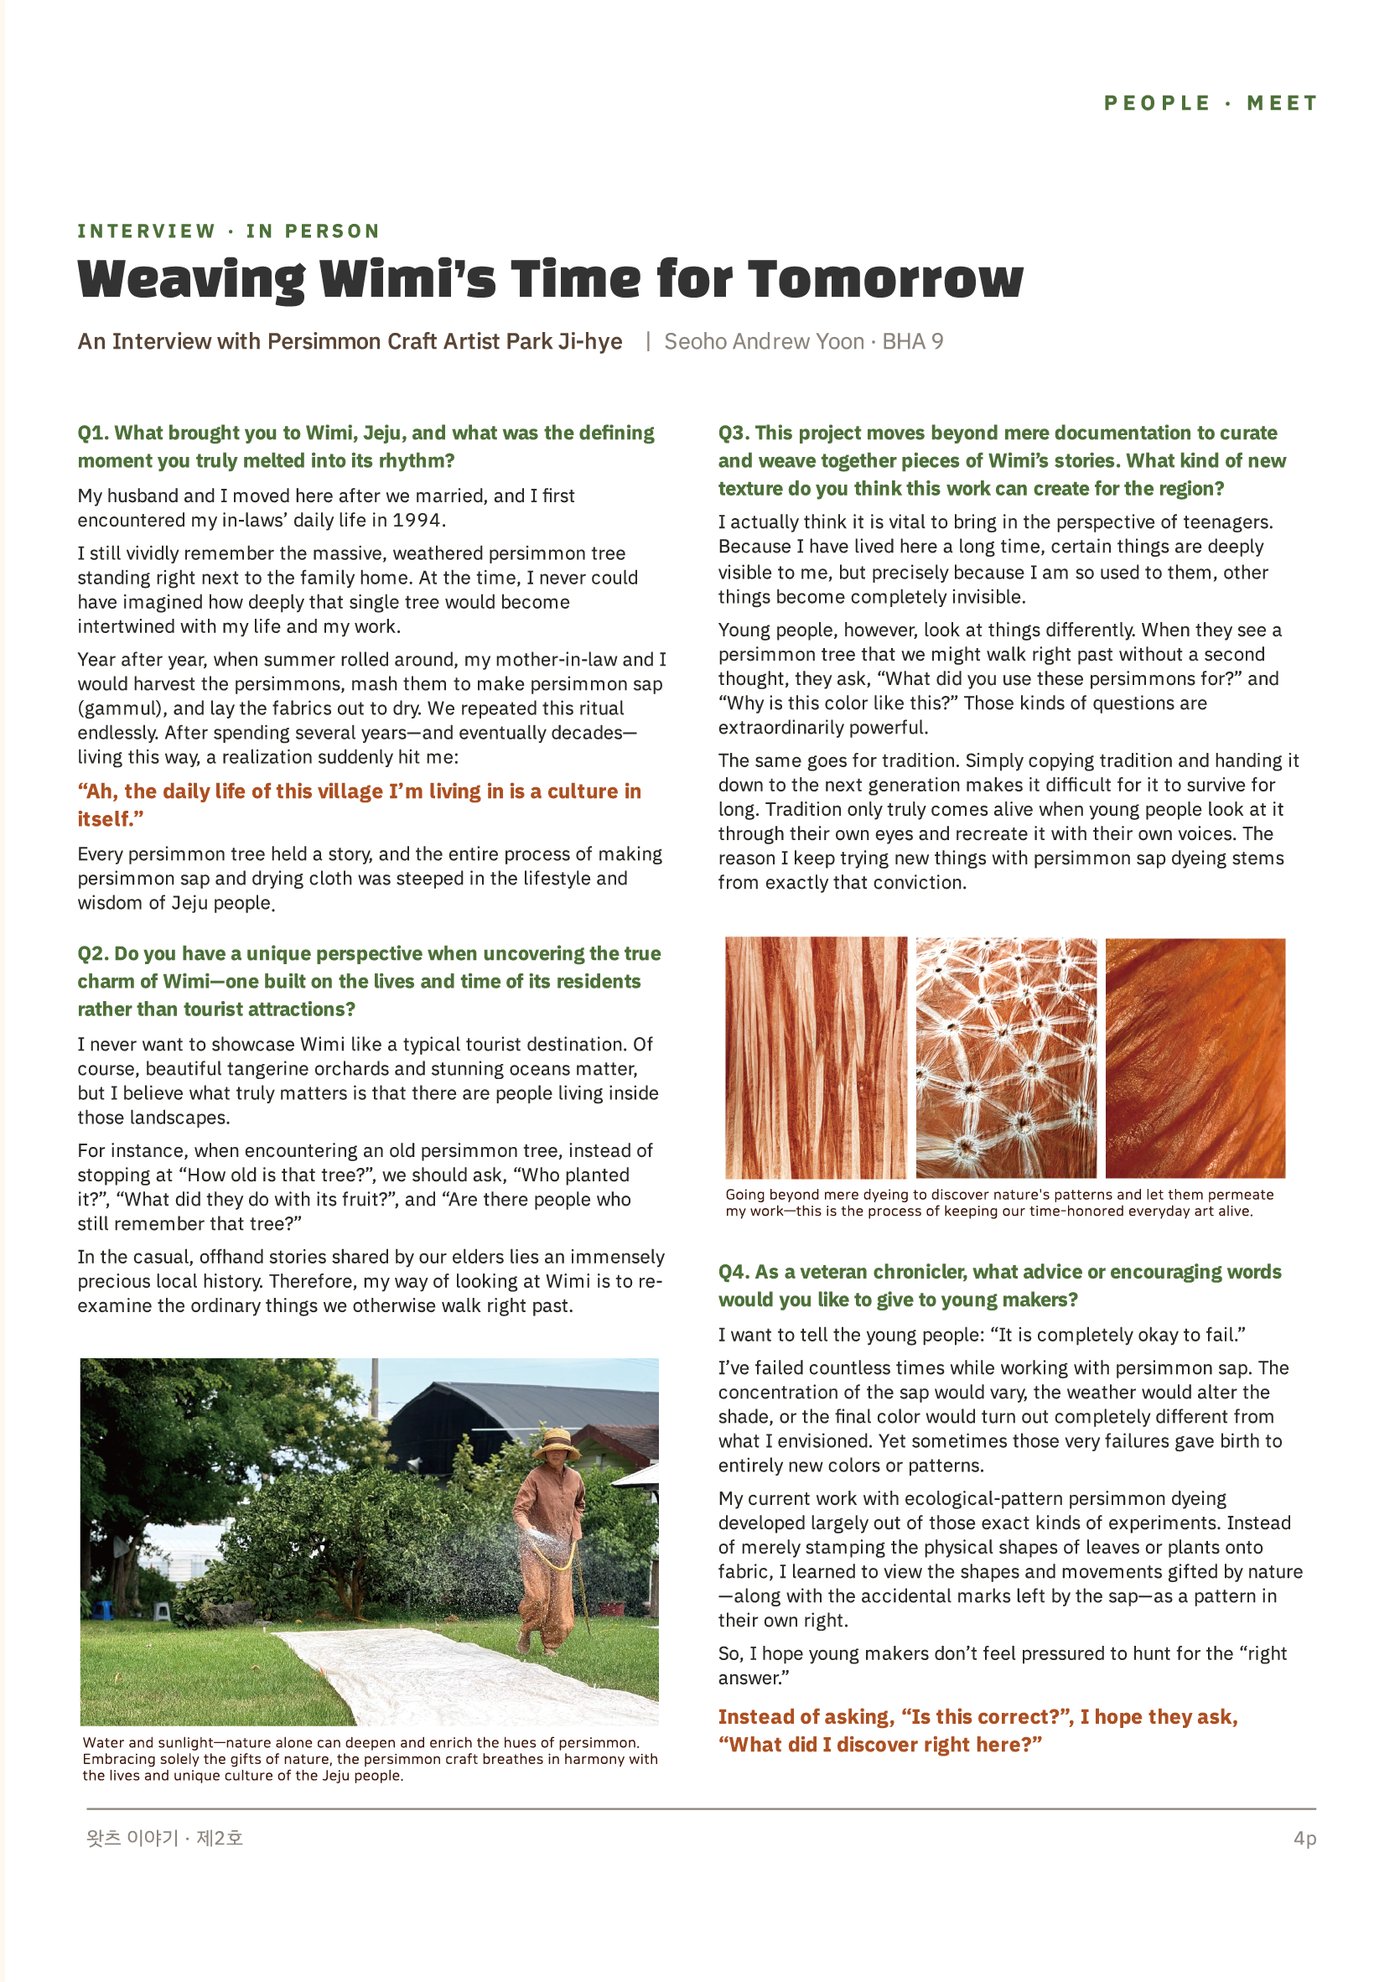 PEOPLE · MEET
INTERVIEW · IN PERSON
Weaving Wimi’s Time for Tomorrow
An Interview with Persimmon Craft Artist Park Ji-hye | Seoho Andrew Yoon · BHA 9
Q1. What brought you to Wimi, Jeju, and what was the defining
moment you truly melted into its rhythm?
My husband and I moved here after we married, and I first
encountered my in-laws’ daily life in 1994.
I still vividly remember the massive, weathered persimmon tree
standing right next to the family home. At the time, I never could
have imagined how deeply that single tree would become
intertwined with my life and my work.
Year after year, when summer rolled around, my mother-in-law and I
would harvest the persimmons, mash them to make persimmon sap
(gammul), and lay the fabrics out to dry. We repeated this ritual
endlessly. After spending several years—and eventually decades—
living this way, a realization suddenly hit me:
“Ah, the daily life of this village I’m living in is a culture in
itself.”
Every persimmon tree held a story, and the entire process of making
persimmon sap and drying cloth was steeped in the lifestyle and
wisdom of Jeju people.
Q2. Do you have a unique perspective when uncovering the true
charm of Wimi—one built on the lives and time of its residents
rather than tourist attractions?
I never want to showcase Wimi like a typical tourist destination. Of
course, beautiful tangerine orchards and stunning oceans matter,
but I believe what truly matters is that there are people living inside
those landscapes.
For instance, when encountering an old persimmon tree, instead of
stopping at “How old is that tree?”, we should ask, “Who planted
it?”, “What did they do with its fruit?”, and “Are there people who
still remember that tree?”
In the casual, offhand stories shared by our elders lies an immensely
precious local history. Therefore, my way of looking at Wimi is to re-
examine the ordinary things we otherwise walk right past.
Water and sunlight—nature alone can deepen and enrich the hues of persimmon.
Embracing solely the gifts of nature, the persimmon craft breathes in harmony with
the lives and unique culture of the Jeju people.
Q3. This project moves beyond mere documentation to curate
and weave together pieces of Wimi’s stories. What kind of new
texture do you think this work can create for the region?
I actually think it is vital to bring in the perspective of teenagers.
Because I have lived here a long time, certain things are deeply
visible to me, but precisely because I am so used to them, other
things become completely invisible.
Young people, however, look at things differently. When they see a
persimmon tree that we might walk right past without a second
thought, they ask, “What did you use these persimmons for?” and
“Why is this color like this?” Those kinds of questions are
extraordinarily powerful.
The same goes for tradition. Simply copying tradition and handing it
down to the next generation makes it difficult for it to survive for
long. Tradition only truly comes alive when young people look at it
through their own eyes and recreate it with their own voices. The
reason I keep trying new things with persimmon sap dyeing stems
from exactly that conviction.
Going beyond mere dyeing to discover nature's patterns and let them permeate
my work—this is the process of keeping our time-honored everyday art alive.
Q4. As a veteran chronicler, what advice or encouraging words
would you like to give to young makers?
I want to tell the young people: “It is completely okay to fail.”
I’ve failed countless times while working with persimmon sap. The
concentration of the sap would vary, the weather would alter the
shade, or the final color would turn out completely different from
what I envisioned. Yet sometimes those very failures gave birth to
entirely new colors or patterns.
My current work with ecological-pattern persimmon dyeing
developed largely out of those exact kinds of experiments. Instead
of merely stamping the physical shapes of leaves or plants onto
fabric, I learned to view the shapes and movements gifted by nature
—along with the accidental marks left by the sap—as a pattern in
their own right.
So, I hope young makers don’t feel pressured to hunt for the “right
answer.”
Instead of asking, “Is this correct?”, I hope they ask,
“What did I discover right here?”
왓츠 이야기 · 제2호
4p